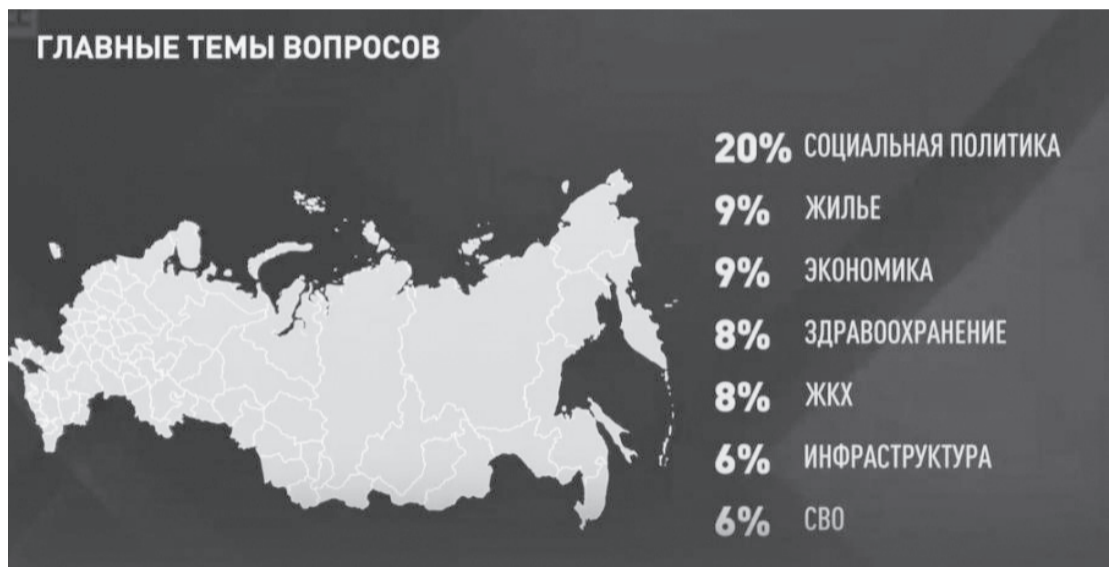 ГЛАВНЫЕ ТЕМЫ ВОПРОСОВ
20% СОЦИАЛЬНАЯ ПОЛИТИКА
9% ЖИЛЬЕ
9% ЭКОНОМИКА
8% ЗДРАВООХРАНЕНИЕ
8% ЖКХ
6% ИНФРАСТРУКТУРА
6% СВО